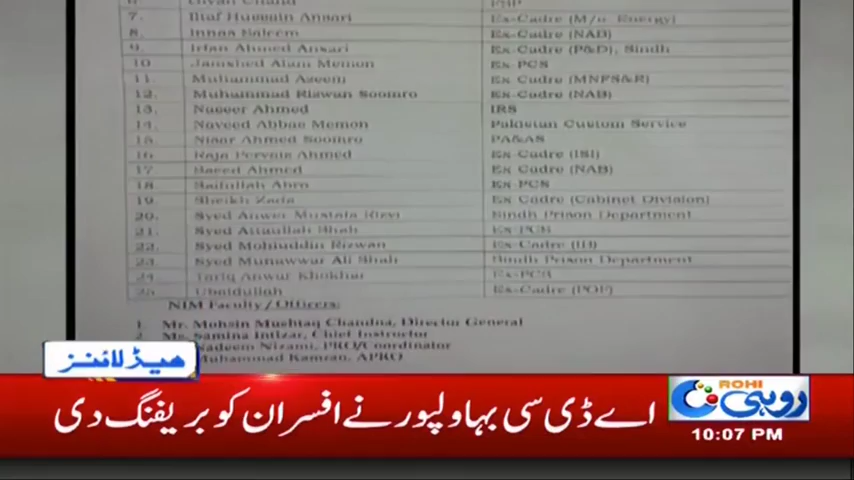 7. Iltaf Hussain Ansari Ex-Cadre (M/o. Energy)
8. Innas Saleem Ex-Cadre (NAB)
9. Irfan Ahmed Ansari Ex-Cadre (P&D), Sindh
10 Jamshed Alam Memon Ex-PCS
11. Muhammad Azeem Ex-Cadre (MNFS&R)
12. Muhammad Rizwan Soomro Ex-Cadre (NAB)
13. Naseer Ahmed IRS
14. Naveed Abbas Memon Pakistan Custom Service
15. Nisar Ahmed Soomro PA&AS
16 Raja Pervaiz Ahmed Ex-Cadre (ISI)
17 Saeed Ahmed Ex Cadre (NAB)
18 Saifullah Abro Ex-PCS
19. Sheikh Zada Ex Cadre (Cabinet Division)
20. Syed Anwer Mustafa Rizvi Sindh Prison Department
21. Syed Attaullah Shah Ex-PCS
22. Syed Mohiuddin Rizwan Ex-Cadre (IB)
23. Syed Munawwar Ali Shah Sindh Prison Department
24 Tariq Anwar Khokhar Ex-PCS
25 Ubaidullah Ex-Cadre (POF)
NIM Faculty/Officers:
1. Mr. Mohsin Mushtaq Chandna, Director General
2. Ms. Samina Intizar, Chief Instructor
Nadeem Nizami, PRO/Coordinator
Muhammad Kamran, APRO
ہیڈلائنز
اے ڈی سی بہاولپور نے افسران کو بریفنگ دی
ROHI
روہی
10:07 PM